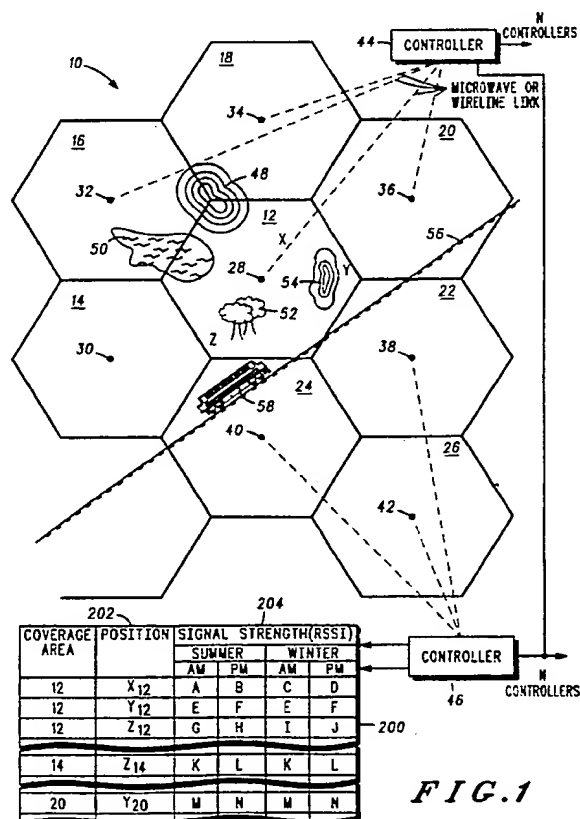 10
18
44
CONTROLLER
N
CONTROLLERS
MICROWAVE OR
WIRELINE LINK
34
16
20
32
48
36
12
56
50
X
28
54
Y
14
22
52
Z
30
38
24
58
40
26
42
202
204
COVERAGE AREA POSITION SIGNAL STRENGTH(RSSI)
SUMMER WINTER
AM PM AM PM
12 X12 A B C D
12 Y12 E F E F
12 Z12 G H I J
14 Z14 K L K L
20 Y20 M N M N
200
CONTROLLER
46
N
CONTROLLERS
FIG.1